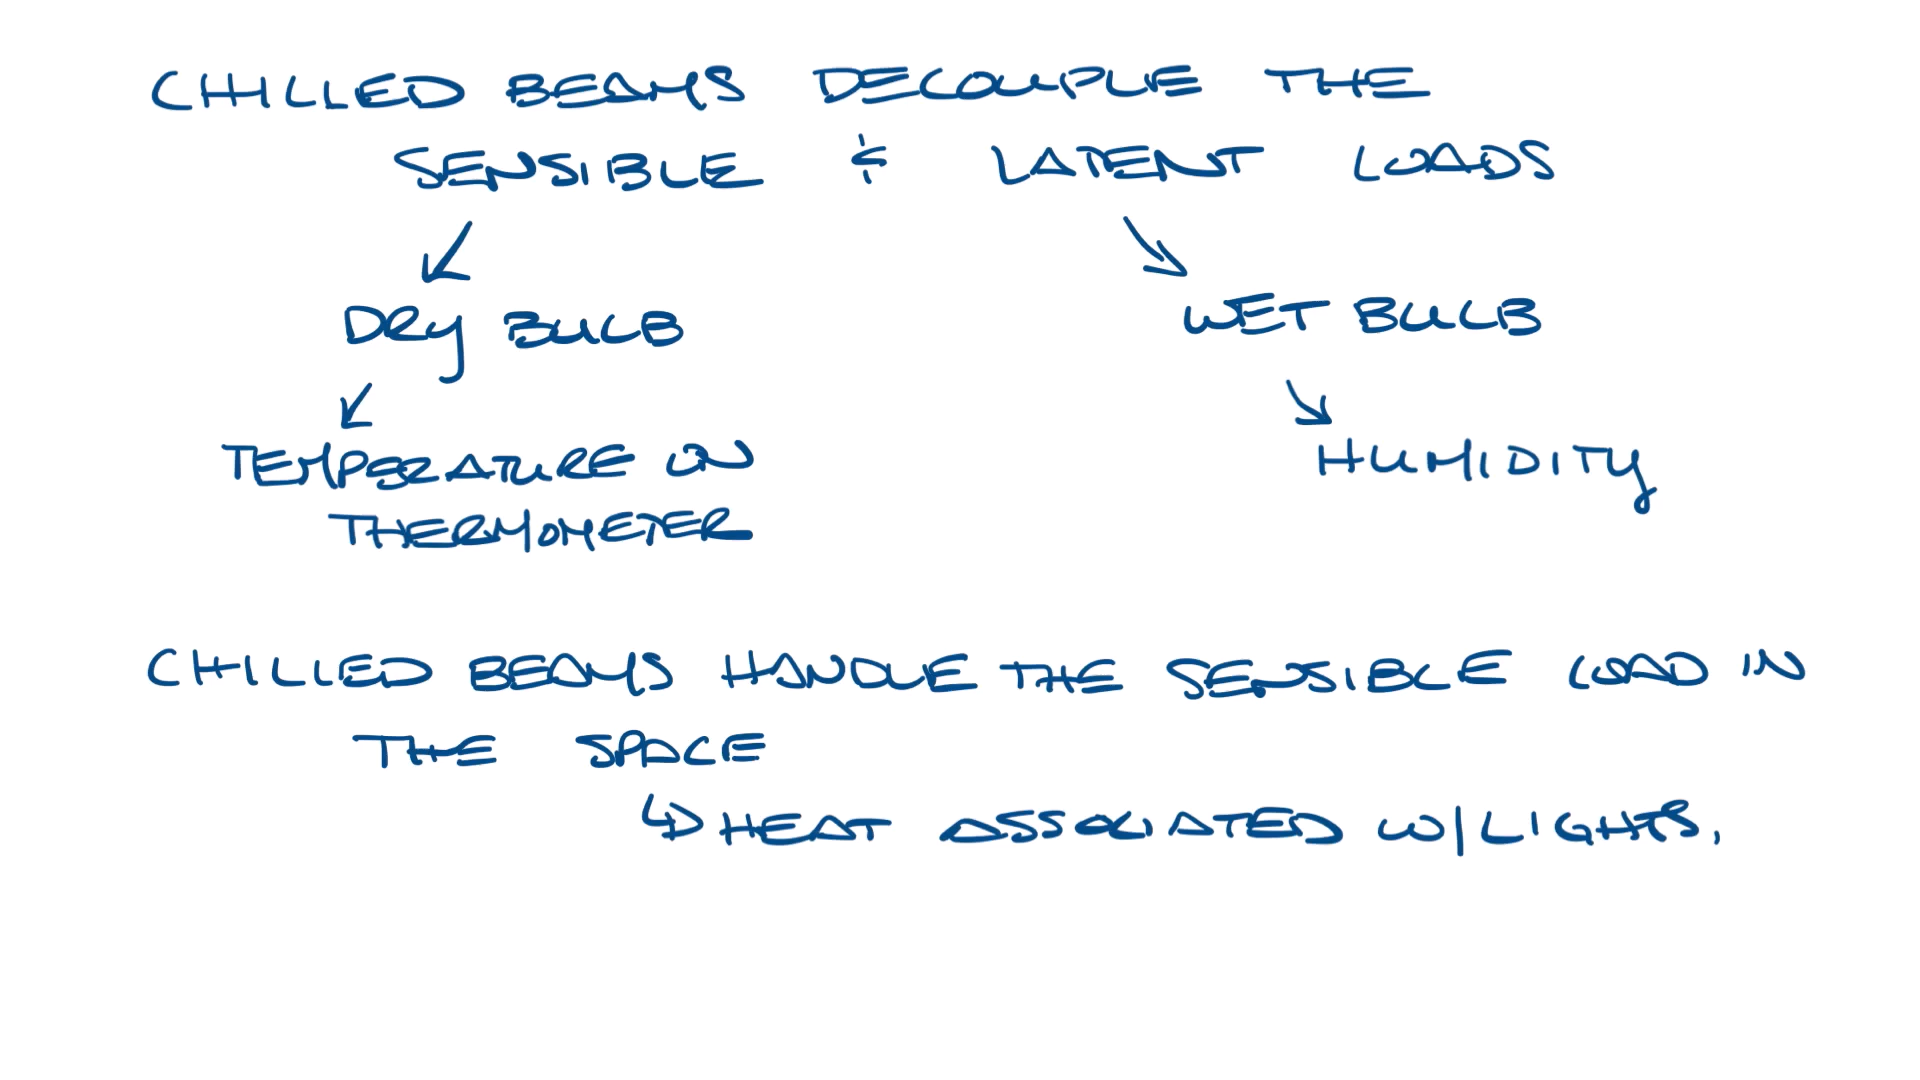 CHILLED BEAMS DECOUPLE THE
SENSIBLE & LATENT LOADS
DRY BULB
WET BULB
TEMPERATURE ON
THERMOMETER
HUMIDITY
CHILLED BEAMS HANDLE THE SENSIBLE LOAD IN
THE SPACE
↳ HEAT ASSOCIATED W/LIGHTS,